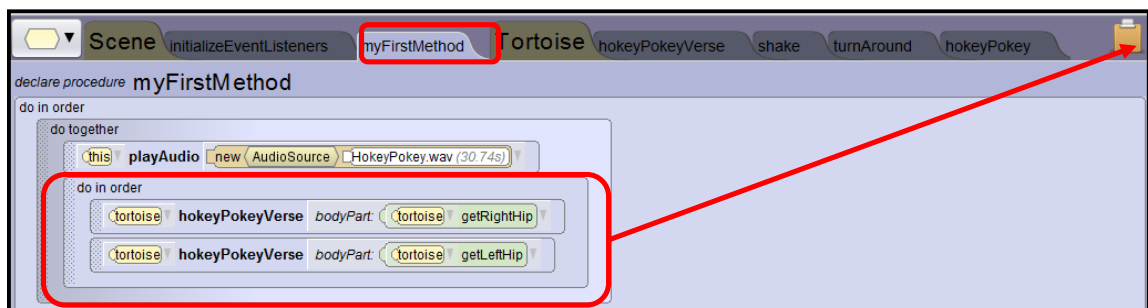 Scene initializeEventListeners myFirstMethod Tortoise hokeyPokeyVerse shake turnAround hokeyPokey
declare procedure myFirstMethod
do in order
do together
this playAudio new AudioSource HokeyPokey.wav (30.74s)
do in order
tortoise hokeyPokeyVerse bodyPart: tortoise getRightHip
tortoise hokeyPokeyVerse bodyPart: tortoise getLeftHip